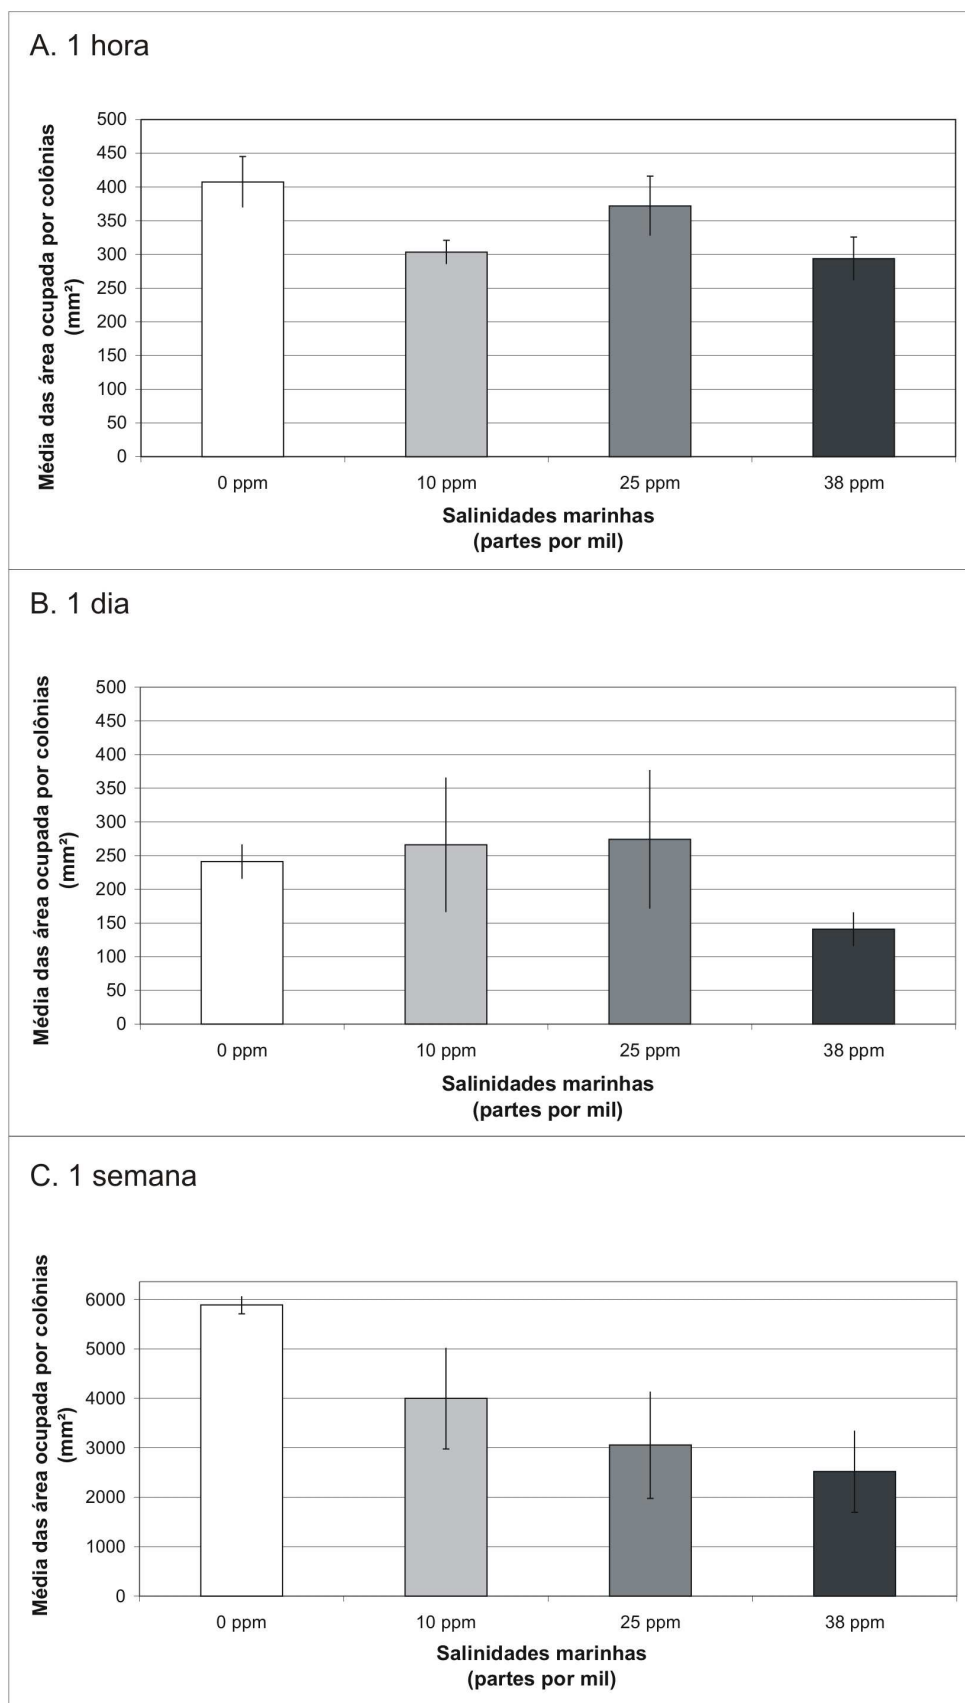 A. 1 hora
Média das área ocupada por colônias
(mm²)
500
450
400
350
300
250
200
150
100
50
0
0 ppm 10 ppm 25 ppm 38 ppm
Salinidades marinhas
(partes por mil)
B. 1 dia
Média das área ocupada por colônias
(mm²)
500
450
400
350
300
250
200
150
100
50
0
0 ppm 10 ppm 25 ppm 38 ppm
Salinidades marinhas
(partes por mil)
C. 1 semana
Média das área ocupada por colônias
(mm²)
6000
5000
4000
3000
2000
1000
0
0 ppm 10 ppm 25 ppm 38 ppm
Salinidades marinhas
(partes por mil)